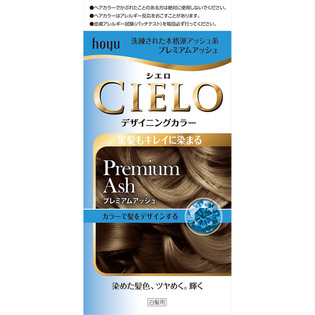 ●ヘアカラーでかぶれたことのある方は絶対に使用しないでください。
●ヘアカラーはアレルギー反応をおこすことがあります。
●皮膚アレルギー試験(パッチテスト)を毎回必ず行ってください。
hoyu
洗練された本格派アッシュ系
プレミアムアッシュ
シエロ
CIELO
デザイニングカラー
黒髪もキレイに染まる
Premium
Ash
プレミアムアッシュ
カラーで髪をデザインする
染めた髪色、ツヤめく。輝く
白髪用